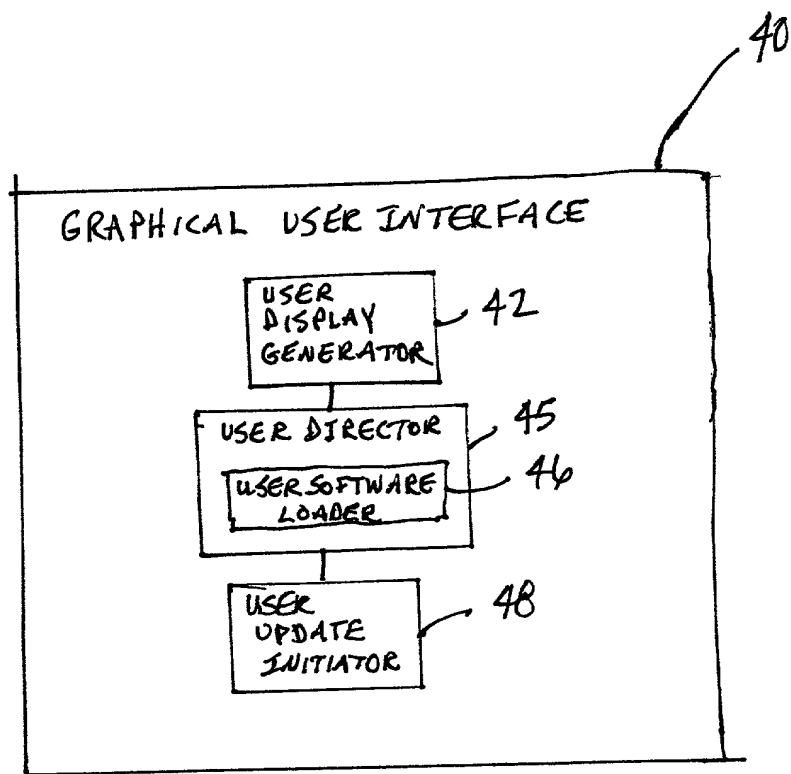 40
GRAPHICAL USER INTERFACE
USER
DISPLAY
GENERATOR
42
USER DIRECTOR
45
USER SOFTWARE
LOADER
46
USER
UPDATE
INITIATOR
48